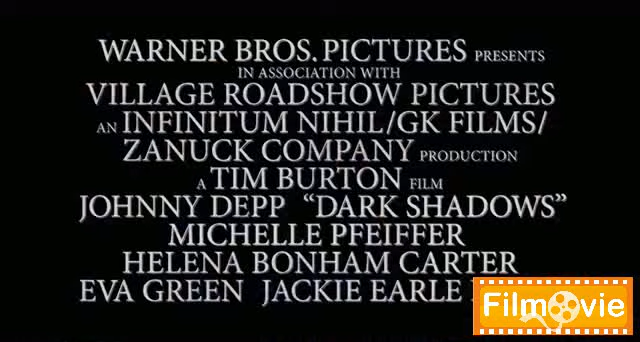 WARNER BROS. PICTURES PRESENTS
IN ASSOCIATION WITH
VILLAGE ROADSHOW PICTURES
AN INFINITUM NIHIL/GK FILMS/
ZANUCK COMPANY PRODUCTION
A TIM BURTON FILM
JOHNNY DEPP "DARK SHADOWS"
MICHELLE PFEIFFER
HELENA BONHAM CARTER
EVA GREEN JACKIE EARLE
Filmovie